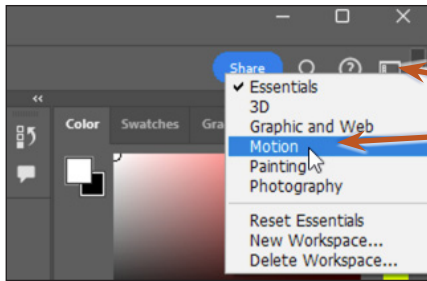 Share
Essentials
Color Swatches Gra
3D
Graphic and Web
Motion
Painting
Photography
Reset Essentials
New Workspace...
Delete Workspace...